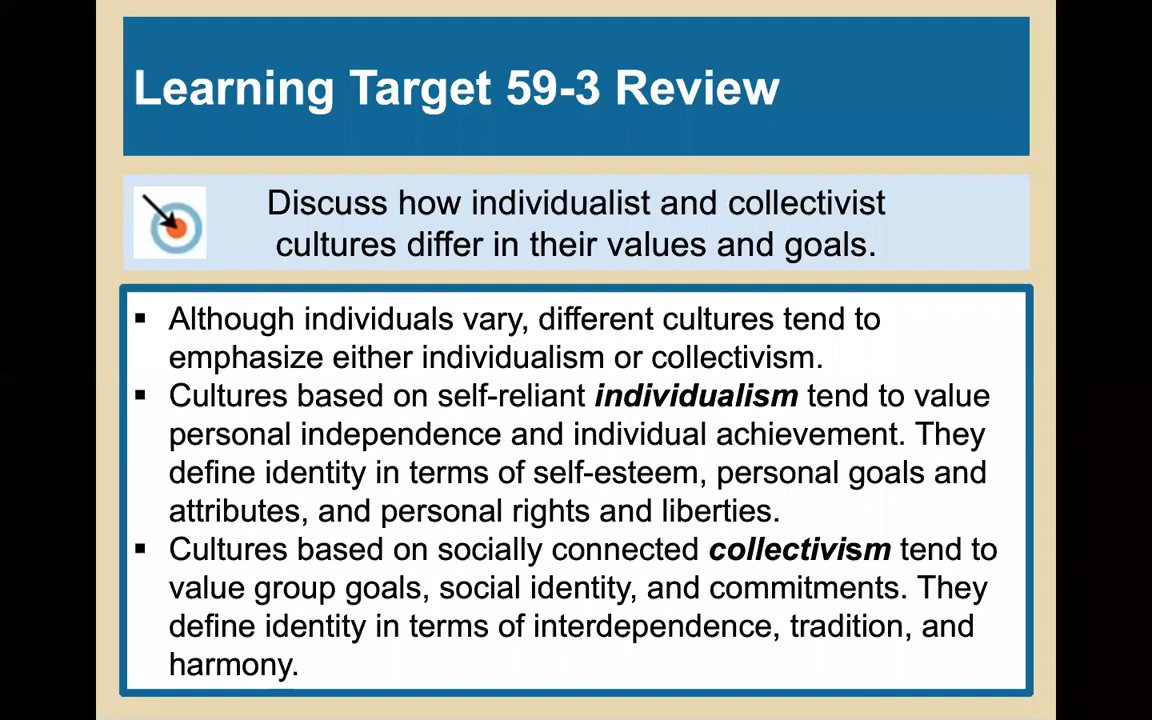 Learning Target 59-3 Review
Discuss how individualist and collectivist
cultures differ in their values and goals.
▪ Although individuals vary, different cultures tend to
emphasize either individualism or collectivism.
▪ Cultures based on self-reliant individualism tend to value
personal independence and individual achievement. They
define identity in terms of self-esteem, personal goals and
attributes, and personal rights and liberties.
▪ Cultures based on socially connected collectivism tend to
value group goals, social identity, and commitments. They
define identity in terms of interdependence, tradition, and
harmony.